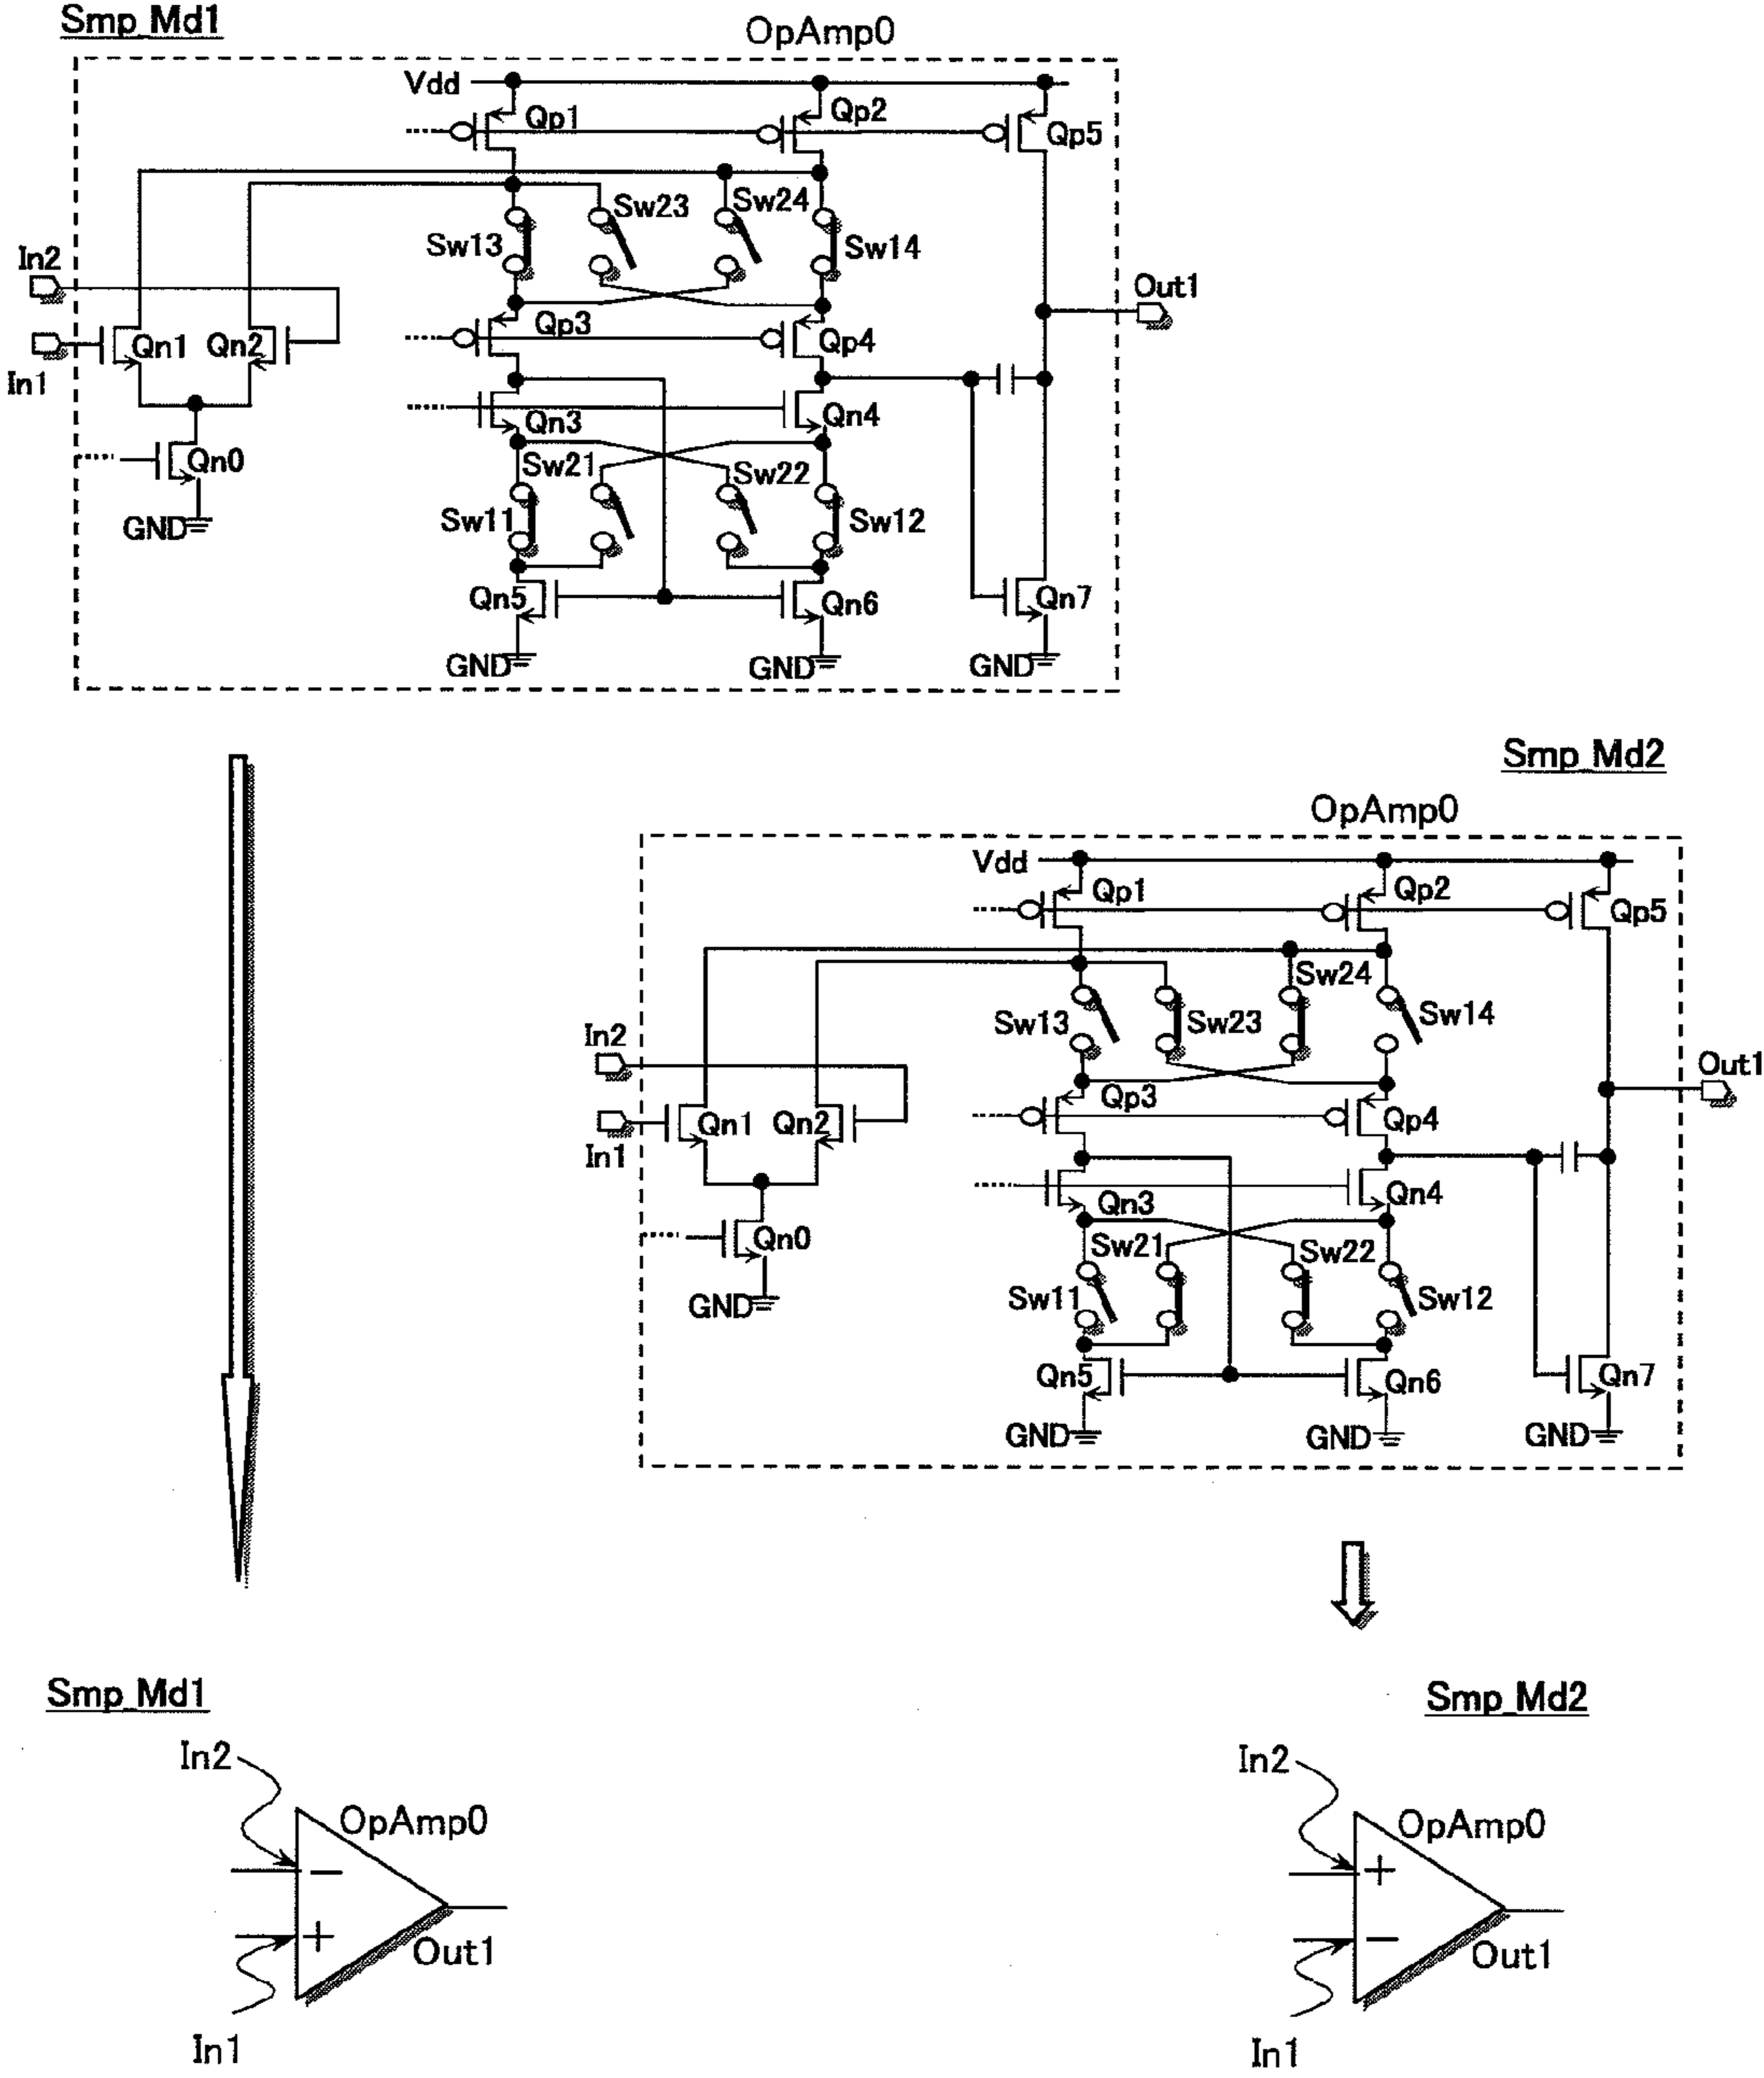 Smp_Md1
OpAmp0
Vdd
Qp1
Qp2
Qp5
Sw23
Sw24
Sw13
Sw14
In2
Out1
Qp3
Qp4
Qn1
Qn2
In1
Qn3
Qn4
Qn0
Sw21
Sw22
Sw11
Sw12
GND
Qn5
Qn6
Qn7
GND
GND
GND
Smp_Md2
OpAmp0
Vdd
Qp1
Qp2
Qp5
Sw24
Sw13
Sw23
Sw14
In2
Out1
Qp3
Qn1
Qn2
Qp4
In1
Qn3
Qn4
Qn0
Sw21
Sw22
Sw11
Sw12
GND
Qn5
Qn6
Qn7
GND
GND
GND
Smp_Md1
In2
OpAmp0
−
+
Out1
In1
Smp_Md2
In2
OpAmp0
+
−
Out1
In1